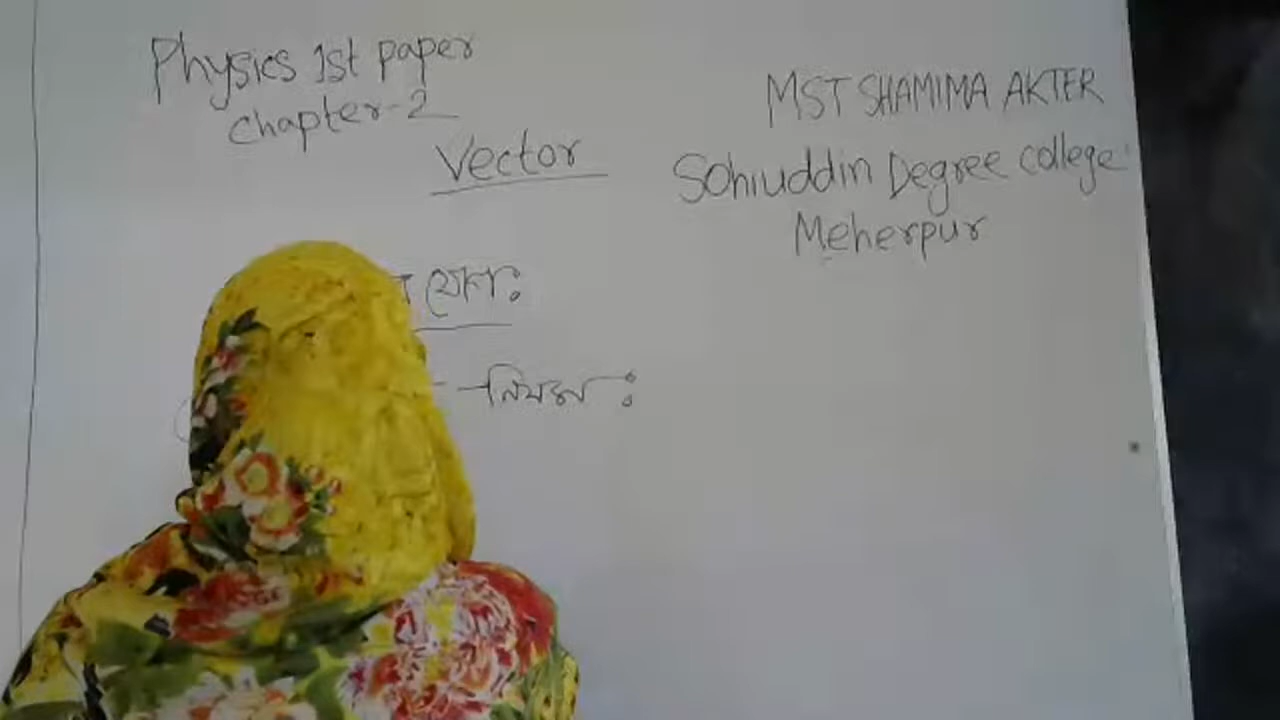 Physics 1st paper
chapter-2
Vector
MST SHAMIMA AKTER
Sohiuddin Degree college
Meherpur
যোগ:
নিয়ম :